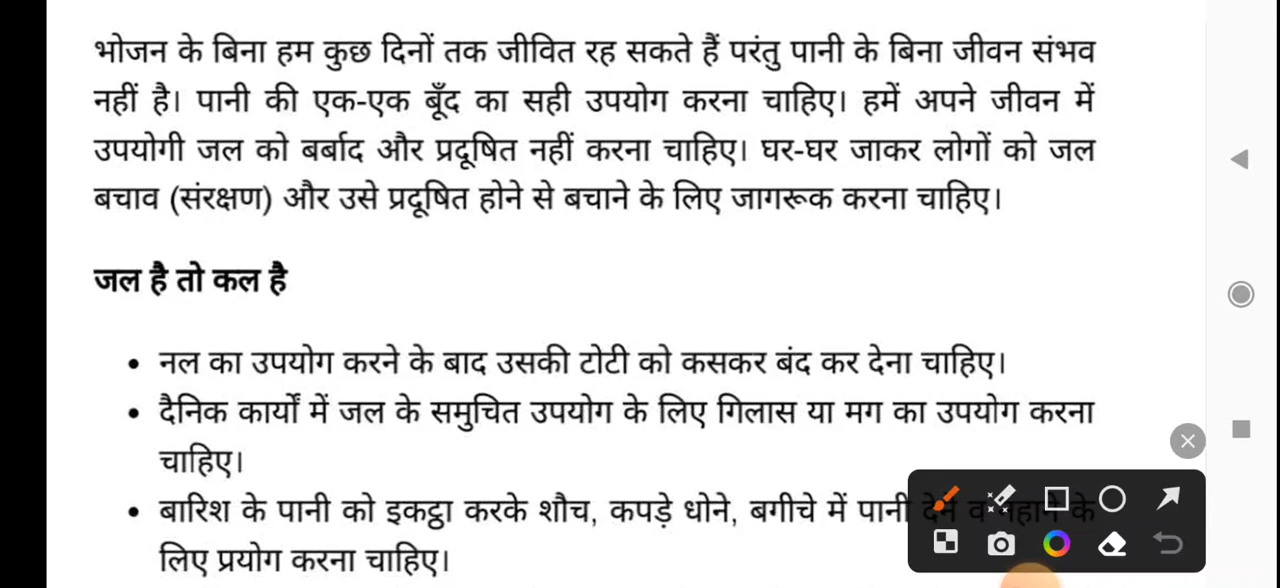 भोजन के बिना हम कुछ दिनों तक जीवित रह सकते हैं परंतु पानी के बिना जीवन संभव
नहीं है। पानी की एक-एक बूँद का सही उपयोग करना चाहिए। हमें अपने जीवन में
उपयोगी जल को बर्बाद और प्रदूषित नहीं करना चाहिए। घर-घर जाकर लोगों को जल
बचाव (संरक्षण) और उसे प्रदूषित होने से बचाने के लिए जागरूक करना चाहिए।
जल है तो कल है
• नल का उपयोग करने के बाद उसकी टोटी को कसकर बंद कर देना चाहिए।
• दैनिक कार्यों में जल के समुचित उपयोग के लिए गिलास या मग का उपयोग करना
चाहिए।
• बारिश के पानी को इकट्ठा करके शौच, कपड़े धोने, बगीचे में पानी देने व नहाने के
लिए प्रयोग करना चाहिए।